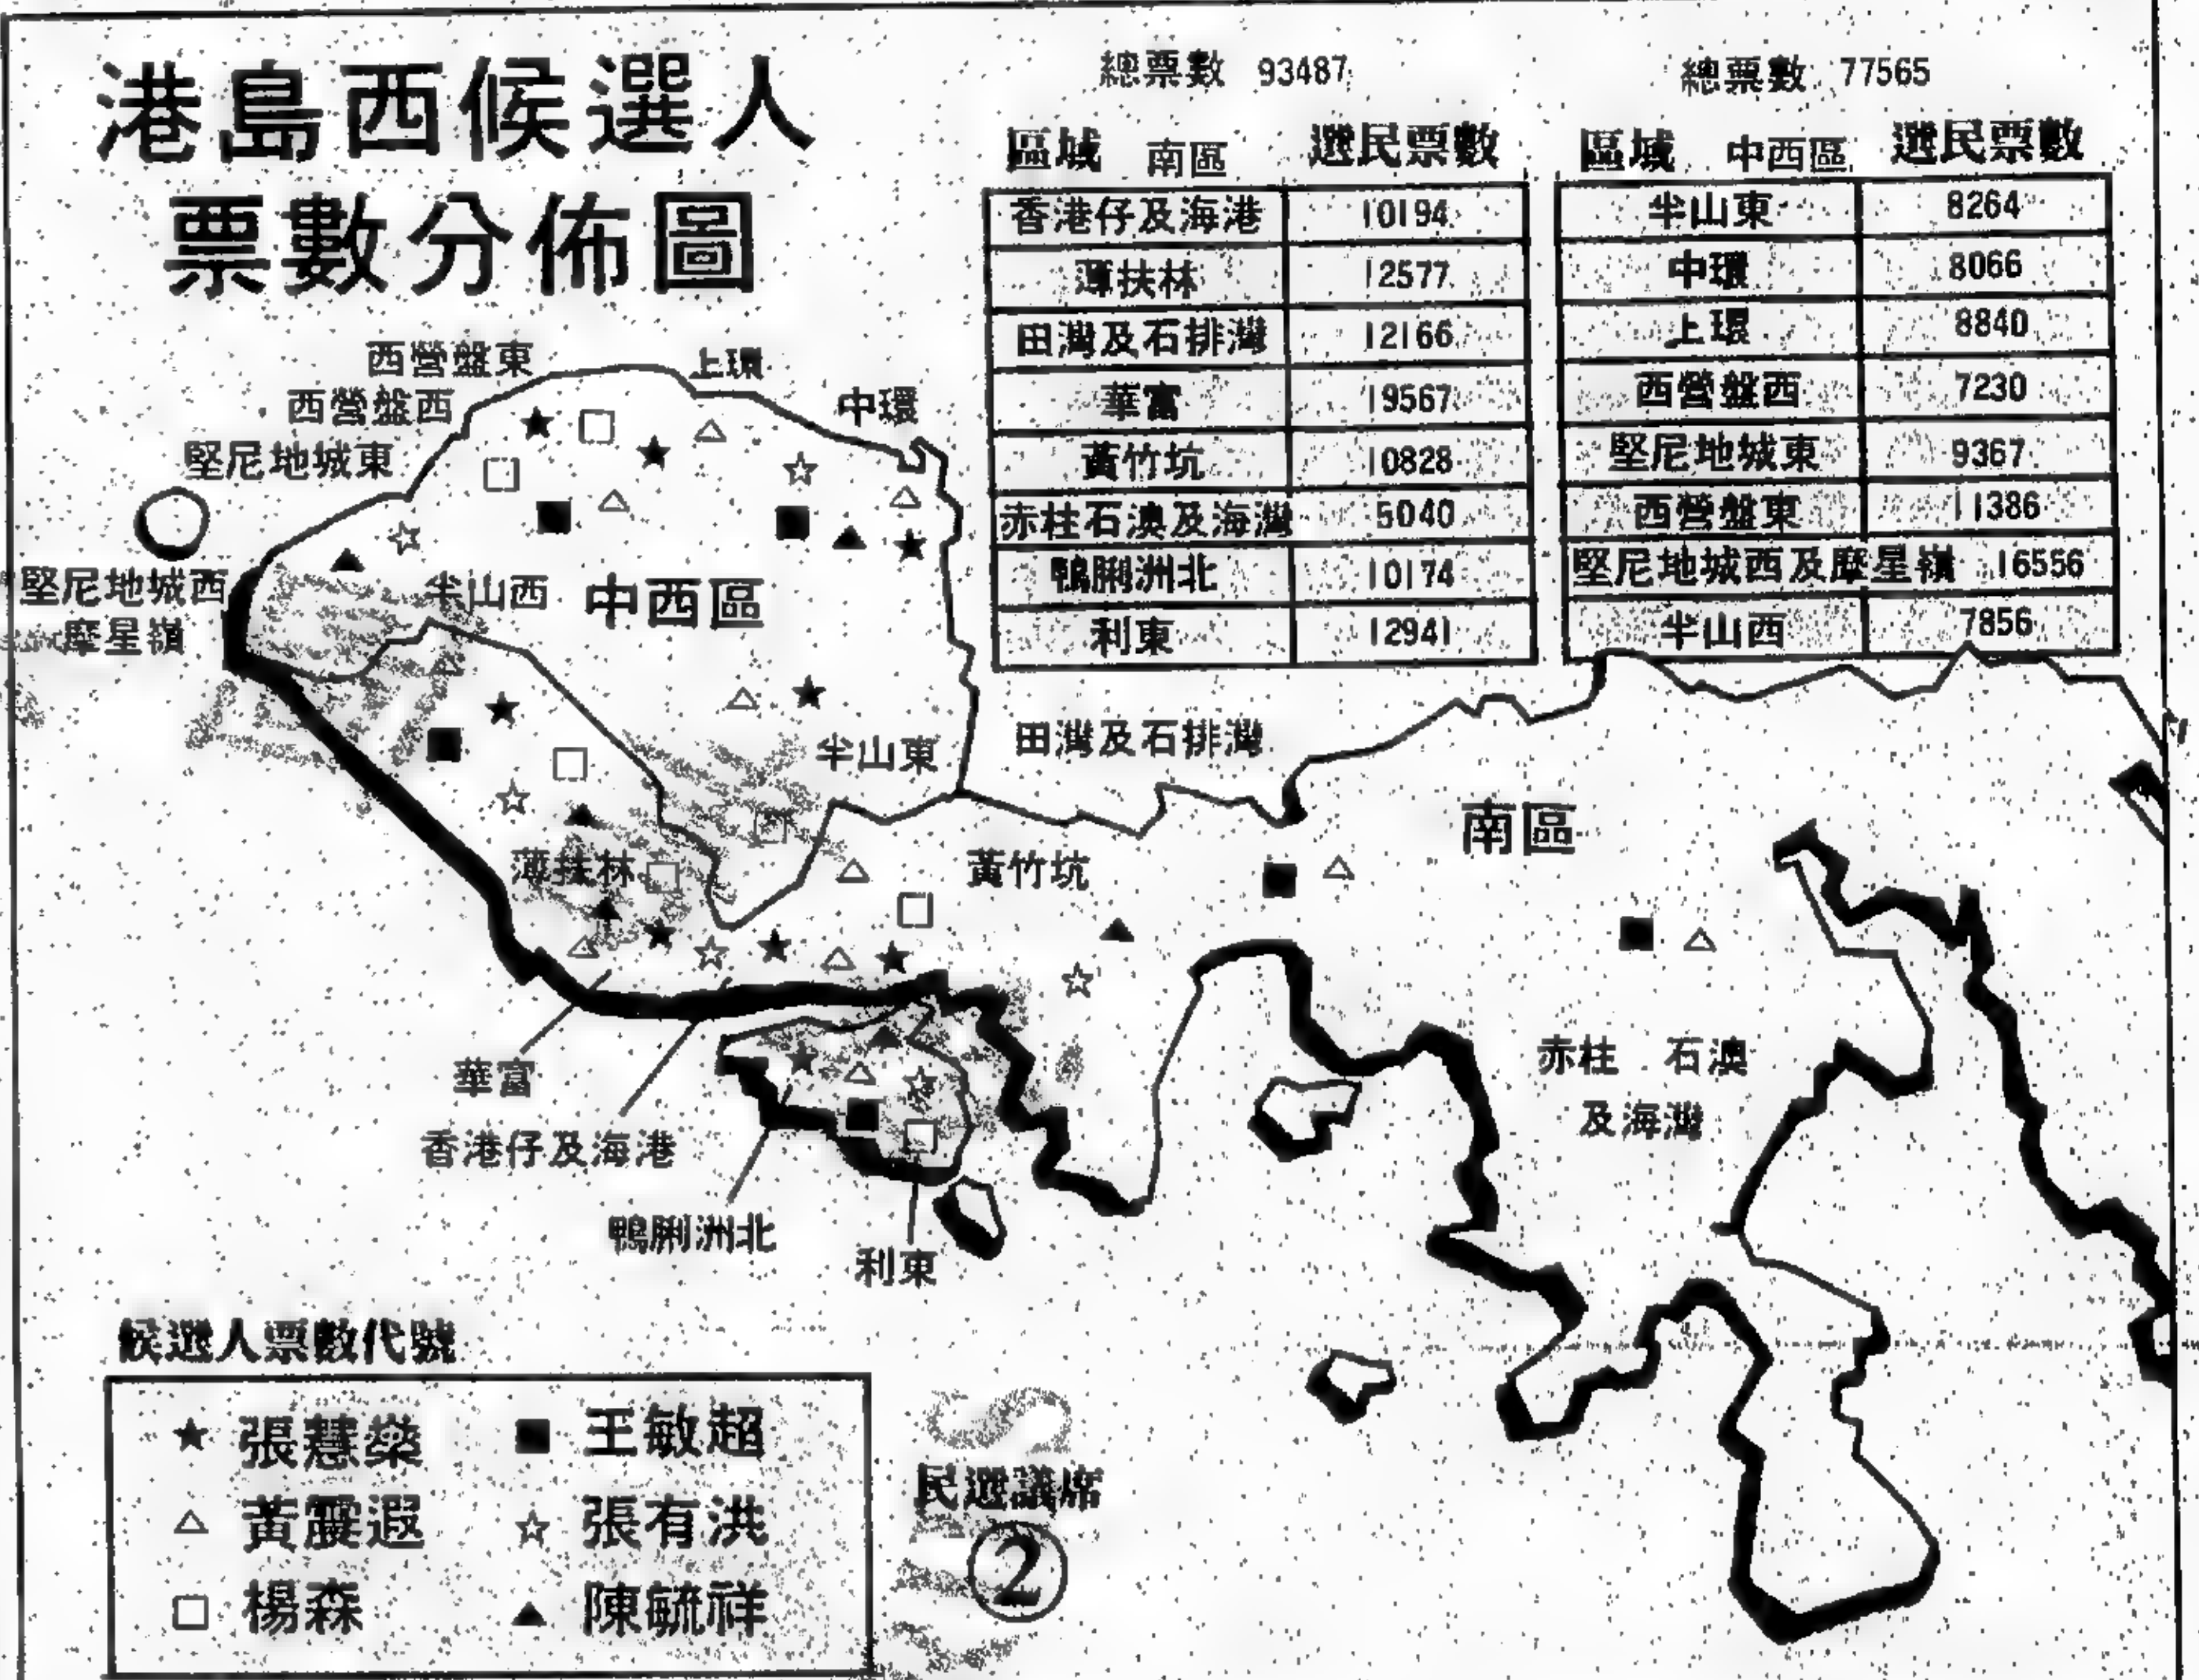 港島西候選人
票數分佈圖
總票數 93487
區域 南區 選民票數
香港仔及海港 10194
薄扶林 12577
田灣及石排灣 12166
華富 19567
黃竹坑 10828
赤柱石澳及海灣 5040
鴨脷洲北 10174
利東 12941
總票數 77565
區域 中西區 選民票數
半山東 8264
中環 8066
上環 8840
西營盤西 7230
堅尼地城東 9367
西營盤東 11386
堅尼地城西及摩星嶺 16556
半山西 7856
西營盤東
上環
西營盤西
中環
堅尼地城東
堅尼地城西
摩星嶺
半山西
中西區
半山東
田灣及石排灣
南區
薄扶林
黃竹坑
華富
赤柱 石澳
及海灣
香港仔及海港
鴨脷洲北
利東
候選人票數代號
★ 張慧燊 ■ 王敏超
△ 黃震遐 ☆ 張有洪
□ 楊森 ▲ 陳毓祥
民選議席
②